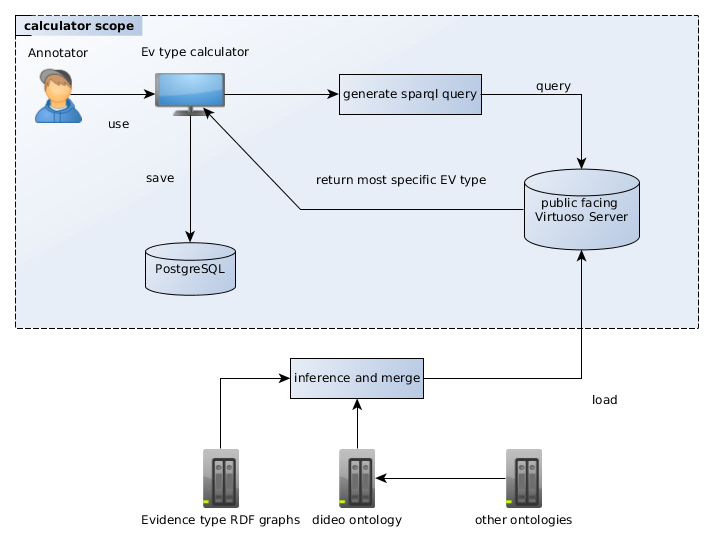 calculator scope
Annotator
Ev type calculator
generate sparql query
query
use
save
return most specific EV type
public facing
Virtuoso Server
PostgreSQL
inference and merge
load
Evidence type RDF graphs
dideo ontology
other ontologies